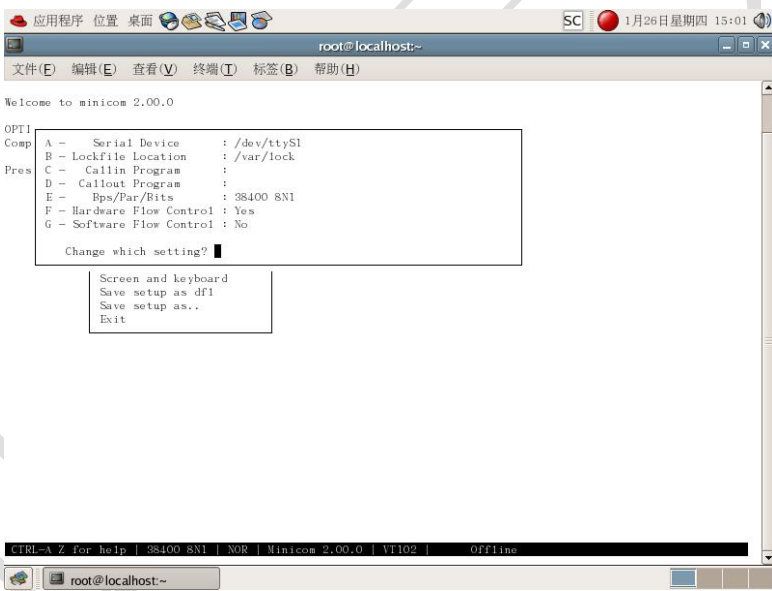 应用程序 位置 桌面 SC 1月26日星期四 15:01
root@localhost:~
文件(F) 编辑(E) 查看(V) 终端(T) 标签(B) 帮助(H)
Welcome to minicom 2.00.0
OPTI
Comp A - Serial Device : /dev/ttyS1
B - Lockfile Location : /var/lock
Pres C - Callin Program :
D - Callout Program :
E - Bps/Par/Bits : 38400 8N1
F - Hardware Flow Control : Yes
G - Software Flow Control : No
Change which setting?
Screen and keyboard
Save setup as dfl
Save setup as..
Exit
CTRL-A Z for help | 38400 8N1 | NOR | Minicom 2.00.0 | VT102 | Offline
root@localhost:~